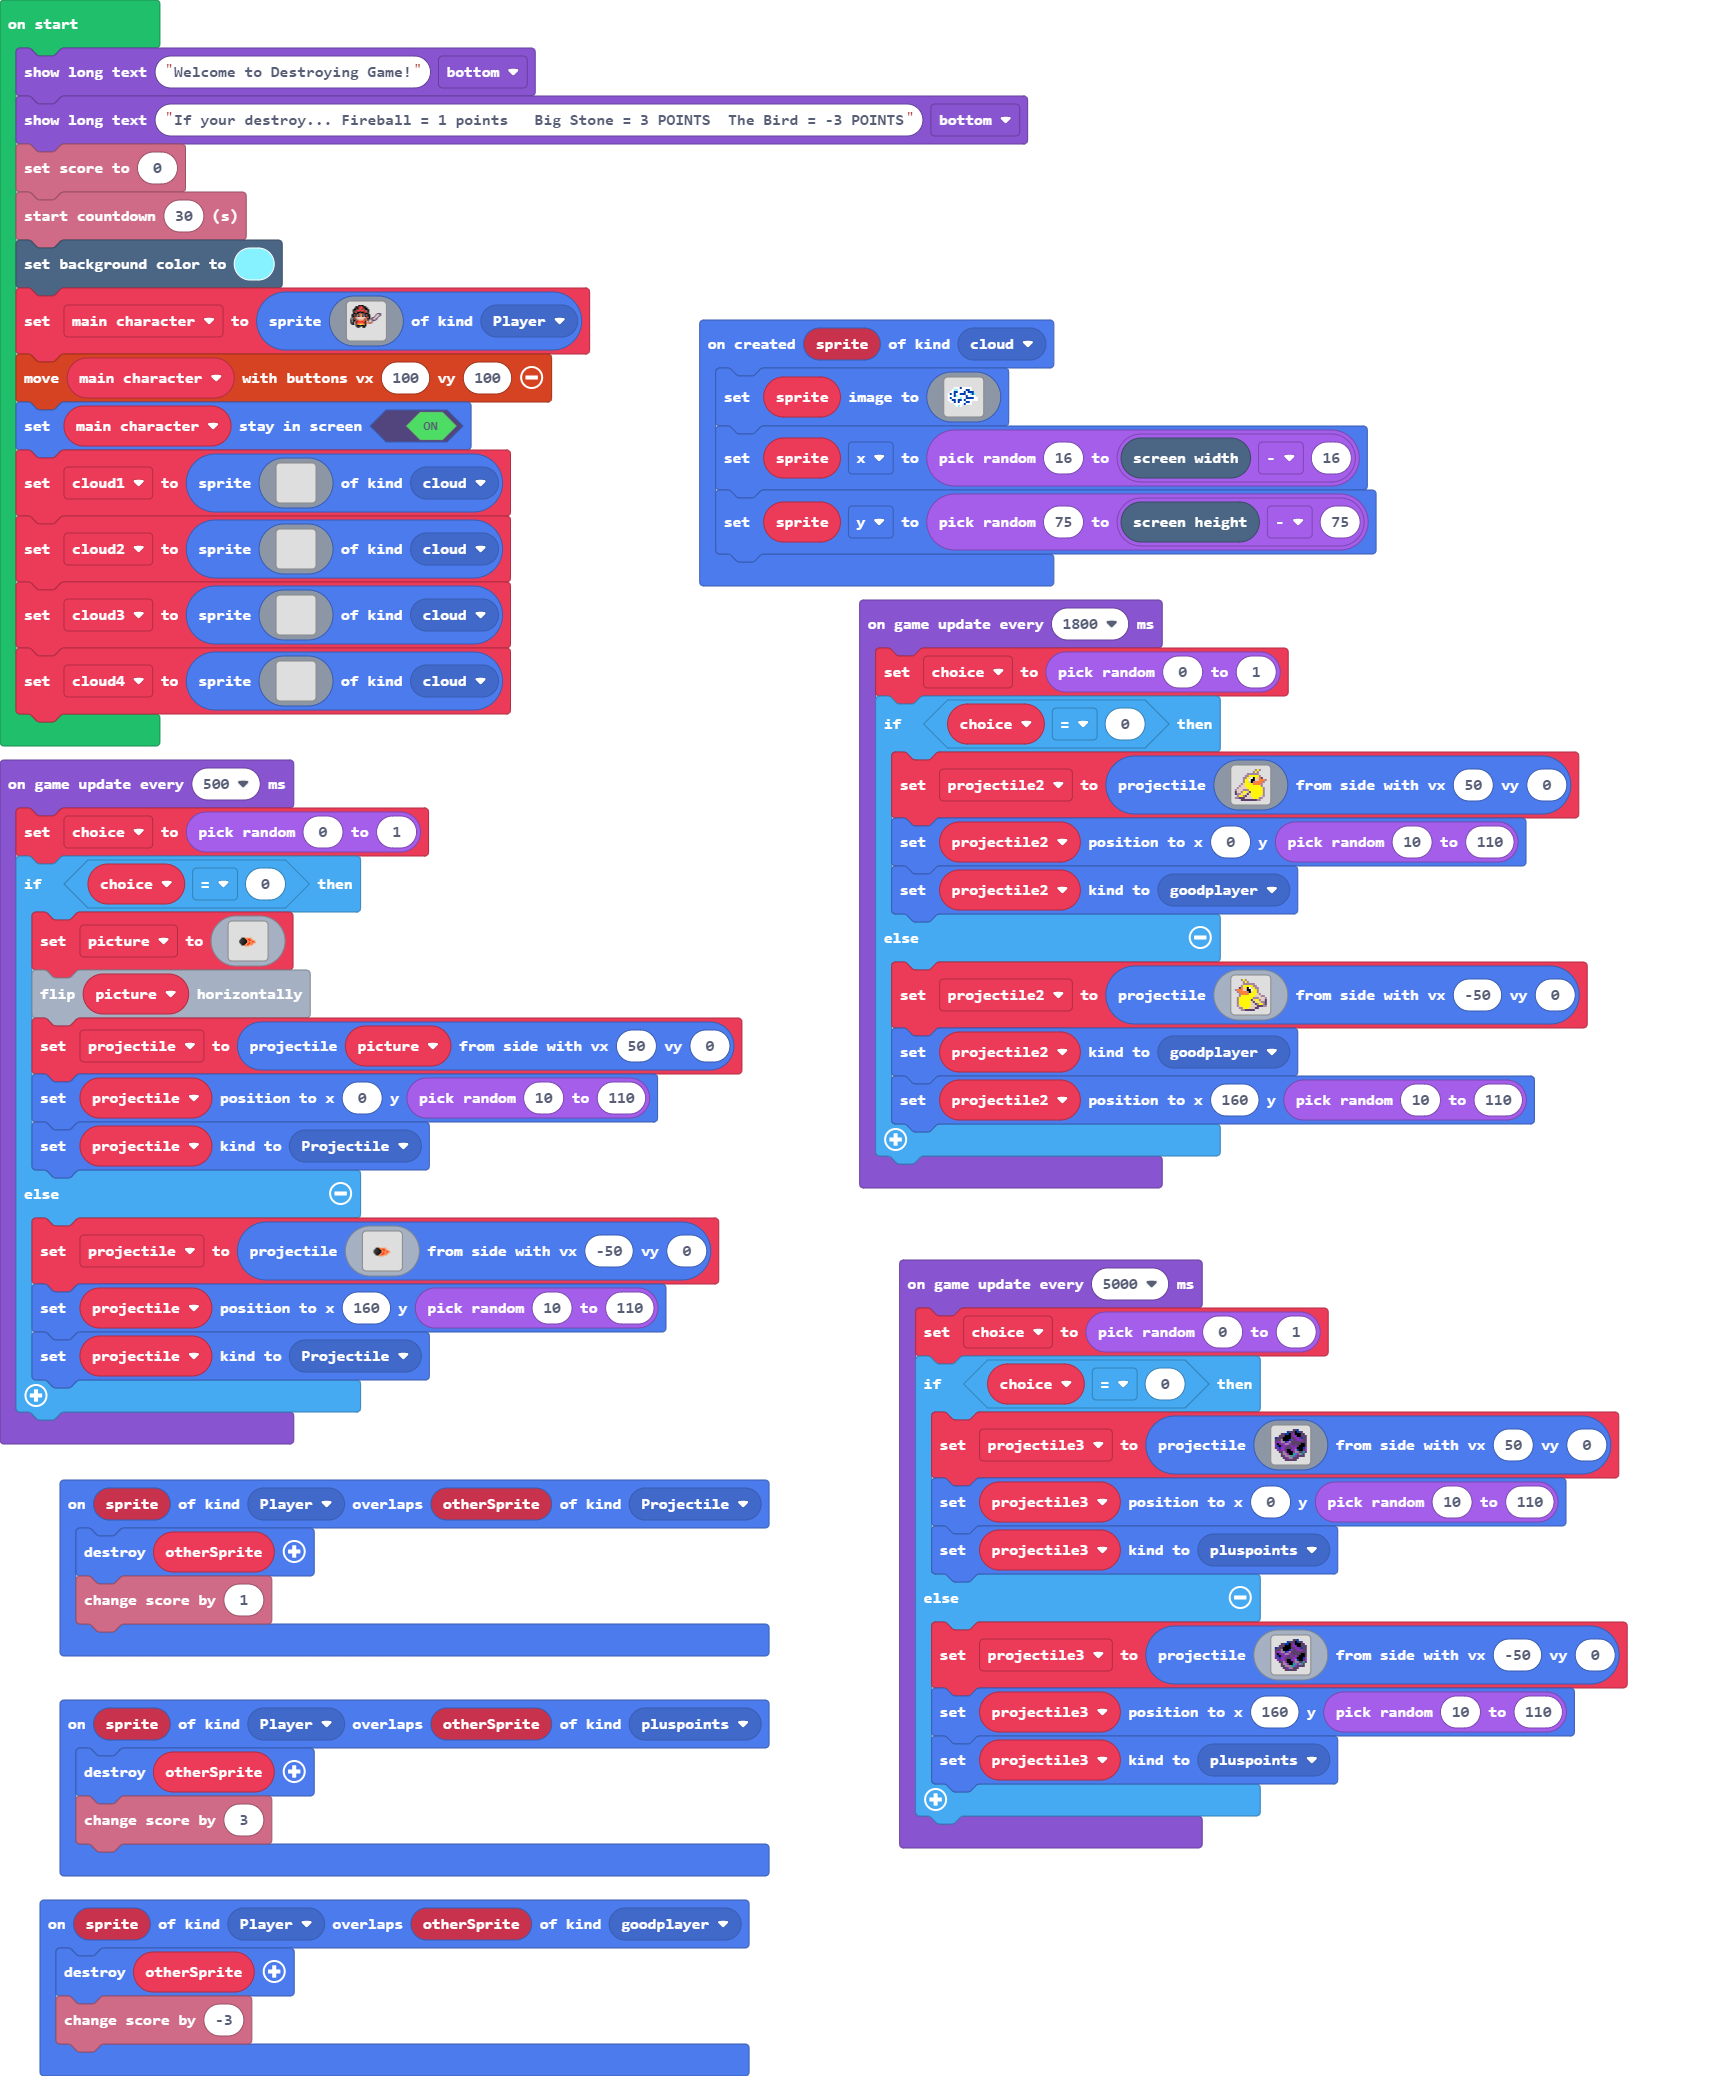 on start
show long text "Welcome to Destroying Game!" bottom
show long text "If your destroy... Fireball = 1 points   Big Stone = 3 POINTS  The Bird = -3 POINTS" bottom
set score to 0
start countdown 30 (s)
set background color to
set main character to sprite of kind Player
move main character with buttons vx 100 vy 100
set main character stay in screen ON
set cloud1 to sprite of kind cloud
set cloud2 to sprite of kind cloud
set cloud3 to sprite of kind cloud
set cloud4 to sprite of kind cloud
on created sprite of kind cloud
set sprite image to
set sprite x to pick random 16 to screen width - 16
set sprite y to pick random 75 to screen height - 75
on game update every 500 ms
set choice to pick random 0 to 1
if choice = 0 then
set picture to
flip picture horizontally
set projectile to projectile picture from side with vx 50 vy 0
set projectile position to x 0 y pick random 10 to 110
set projectile kind to Projectile
else
set projectile to projectile from side with vx -50 vy 0
set projectile position to x 160 y pick random 10 to 110
set projectile kind to Projectile
on game update every 1800 ms
set choice to pick random 0 to 1
if choice = 0 then
set projectile2 to projectile from side with vx 50 vy 0
set projectile2 position to x 0 y pick random 10 to 110
set projectile2 kind to goodplayer
else
set projectile2 to projectile from side with vx -50 vy 0
set projectile2 kind to goodplayer
set projectile2 position to x 160 y pick random 10 to 110
on game update every 5000 ms
set choice to pick random 0 to 1
if choice = 0 then
set projectile3 to projectile from side with vx 50 vy 0
set projectile3 position to x 0 y pick random 10 to 110
set projectile3 kind to pluspoints
else
set projectile3 to projectile from side with vx -50 vy 0
set projectile3 position to x 160 y pick random 10 to 110
set projectile3 kind to pluspoints
on sprite of kind Player overlaps otherSprite of kind Projectile
destroy otherSprite
change score by 1
on sprite of kind Player overlaps otherSprite of kind pluspoints
destroy otherSprite
change score by 3
on sprite of kind Player overlaps otherSprite of kind goodplayer
destroy otherSprite
change score by -3